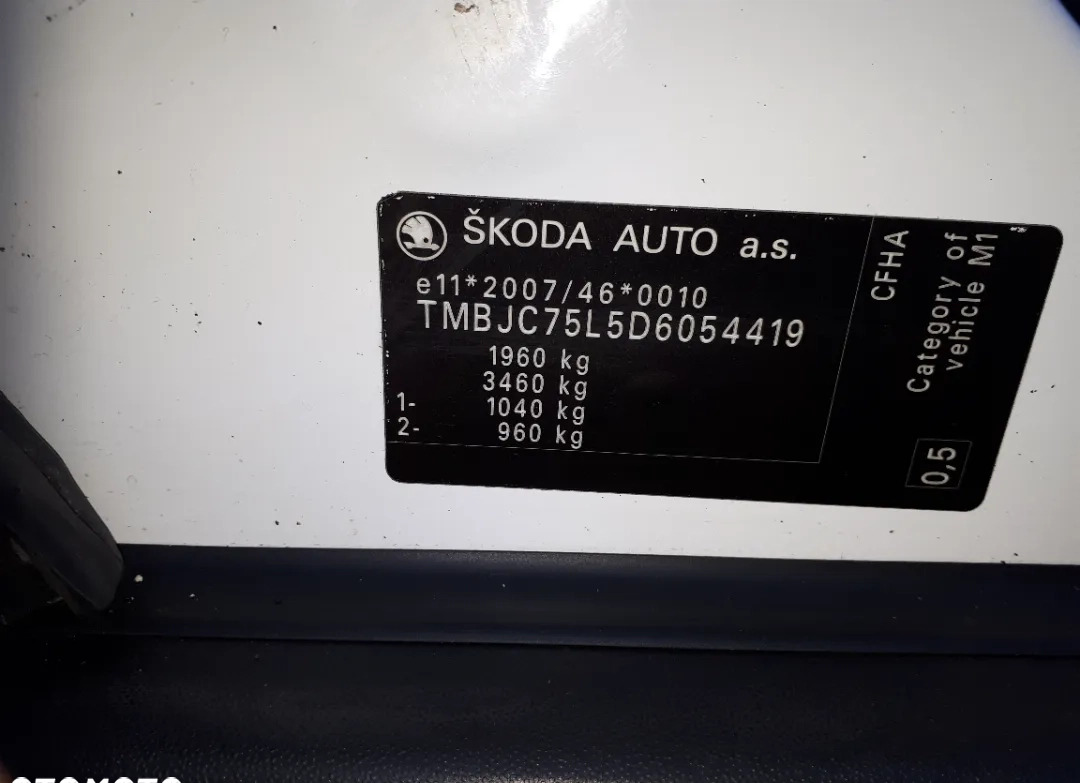 ŠKODA AUTO a.s.
e11*2007/46*0010
TMBJC75L5D6054419
1960 kg
3460 kg
1- 1040 kg
2- 960 kg
CFHA
Category of
vehicle M1
0,5